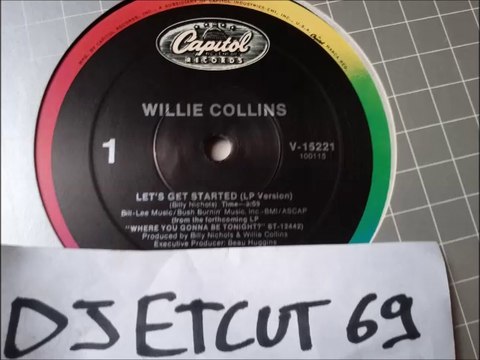 Capitol
RECORDS
WILLIE COLLINS
1
V-15221
100115
LET'S GET STARTED (LP Version)
(Billy Nichols) Time—
Bill-Lee Music/Bush Burnin' Music, Inc.-BMI/ASCAP
(from the forthcoming LP
"WHERE YOU GONNA BE TONIGHT?" ST-12442)
Produced by Billy Nichols & Willie Collins
Executive Producer: Beau Huggins
DJ ETCUT 69